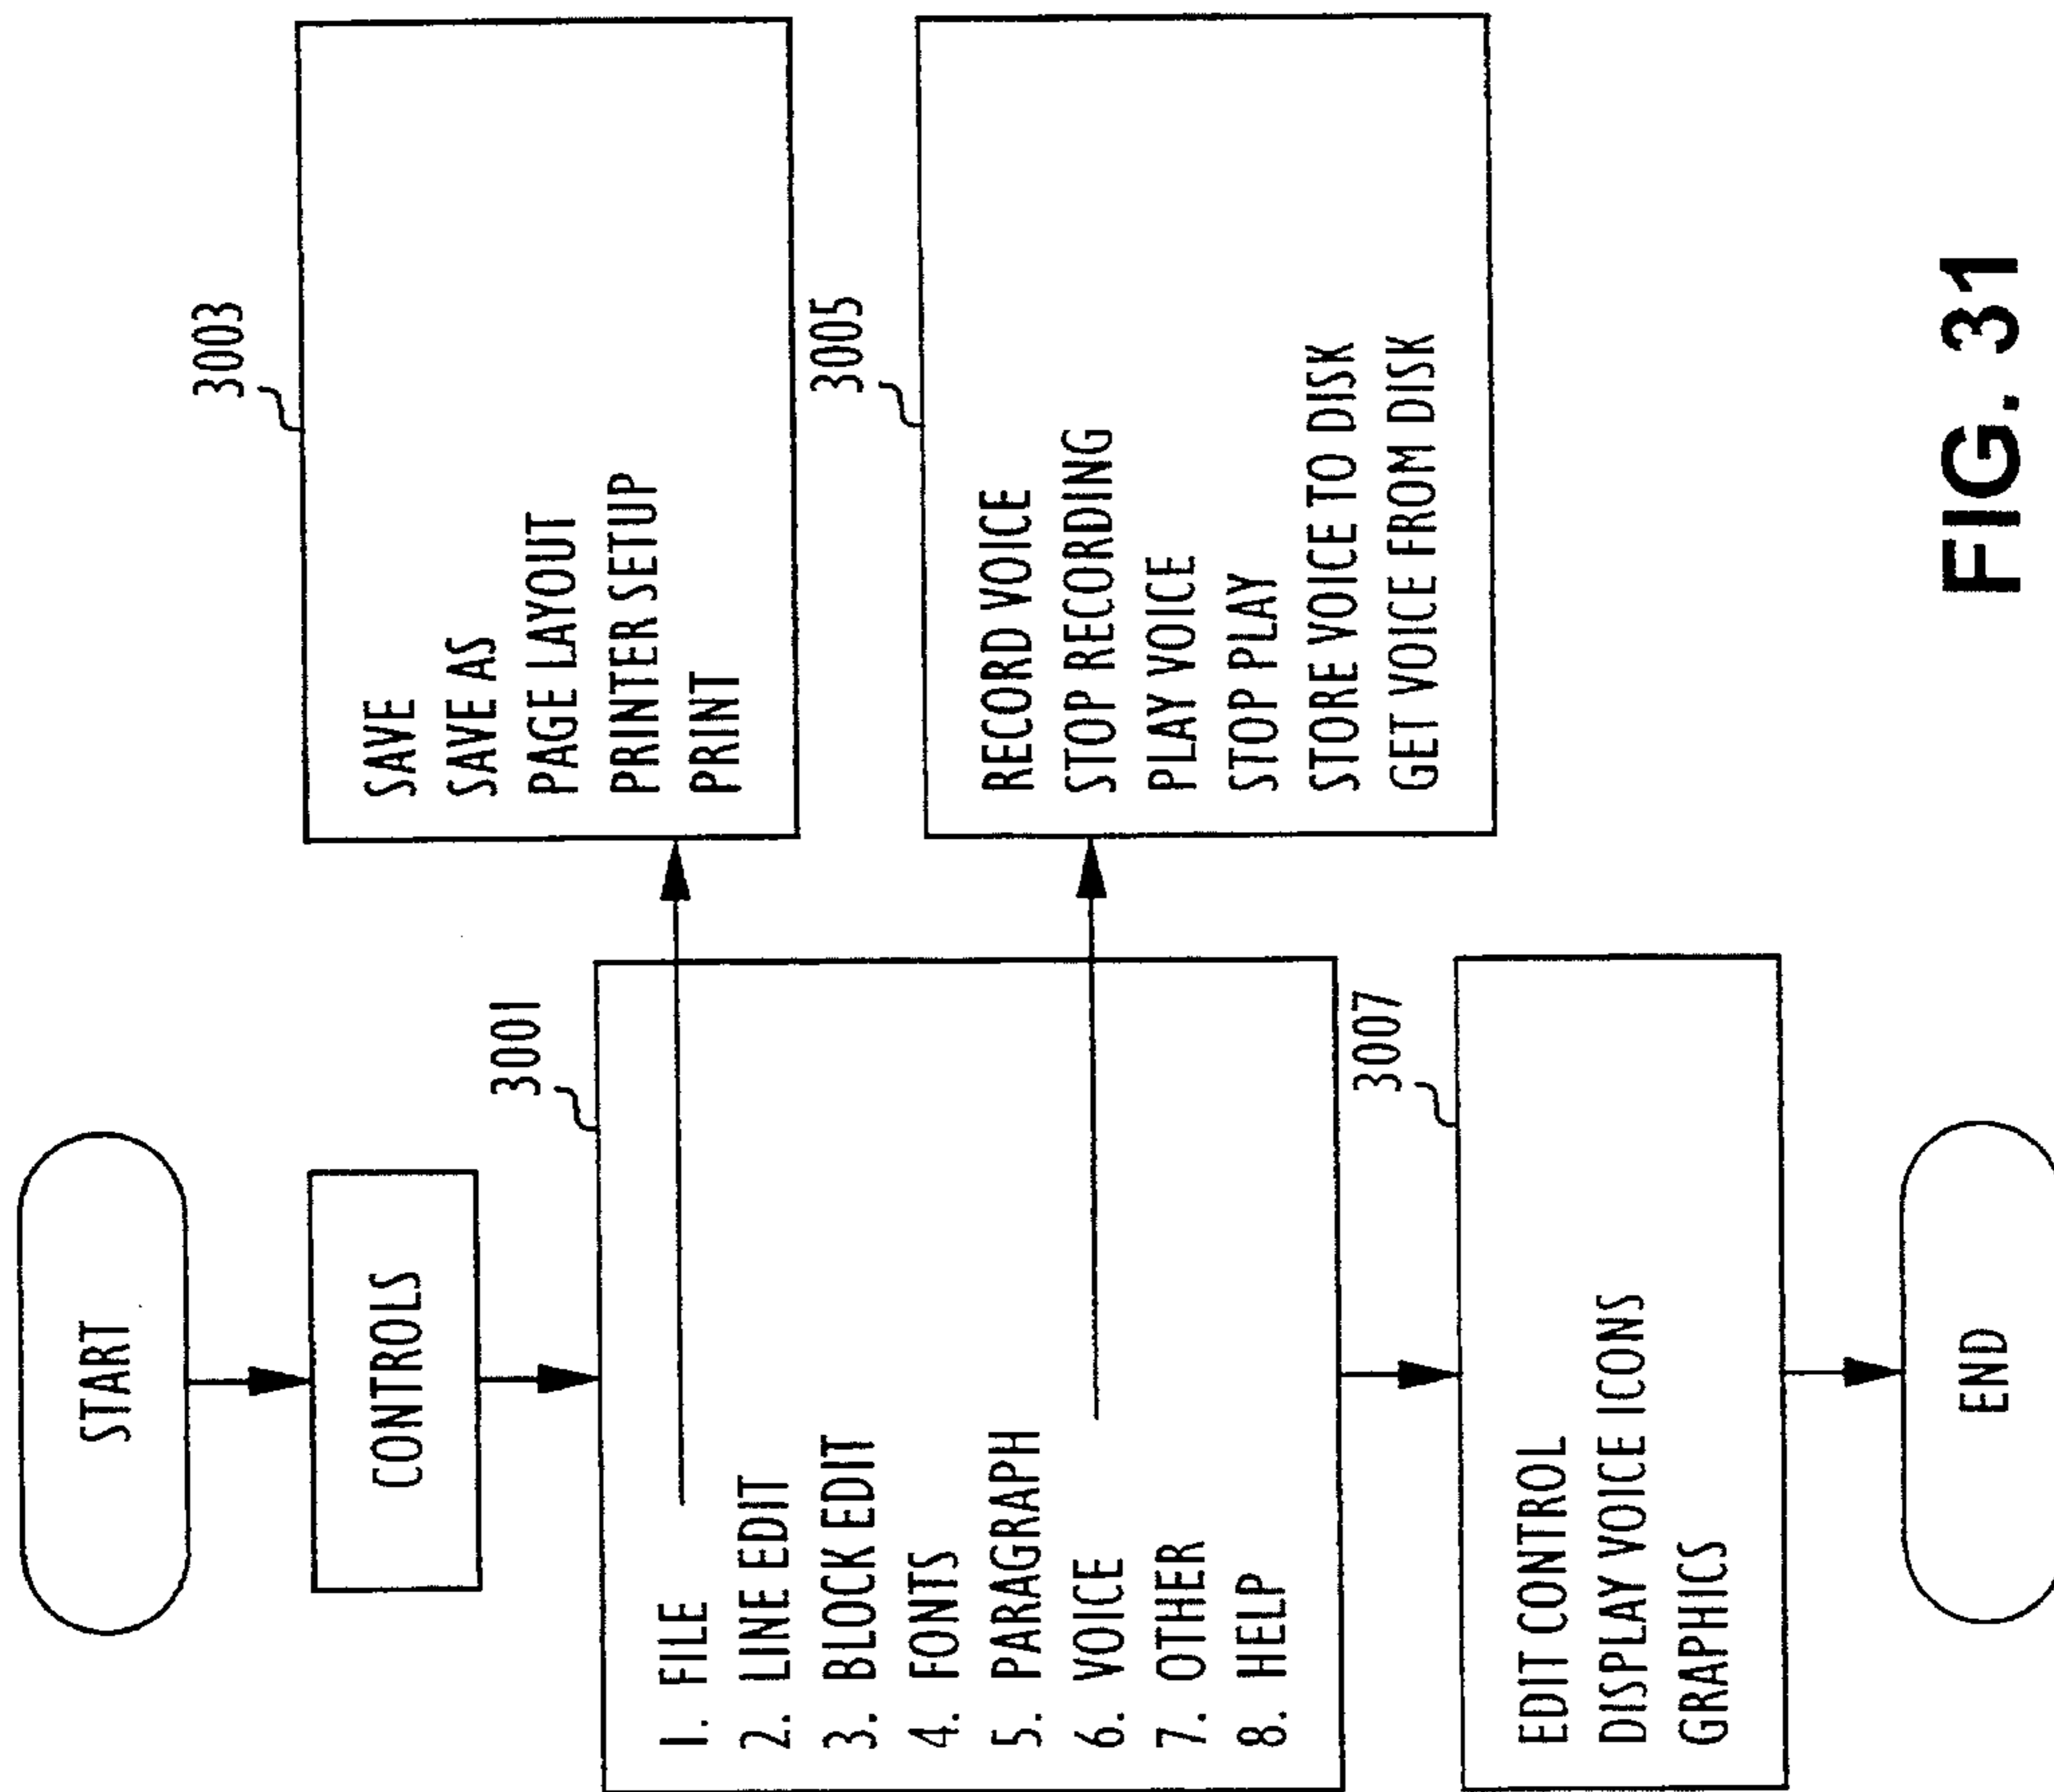 START
CONTROLS
3001
1. FILE
2. LINE EDIT
3. BLOCK EDIT
4. FONTS
5. PARAGRAPH
6. VOICE
7. OTHER
8. HELP
3003
SAVE
SAVE AS
PAGE LAYOUT
PRINTER SETUP
PRINT
3005
RECORD VOICE
STOP RECORDING
PLAY VOICE
STOP PLAY
STORE VOICE TO DISK
GET VOICE FROM DISK
3007
EDIT CONTROL
DISPLAY VOICE ICONS
GRAPHICS
END
FIG. 31